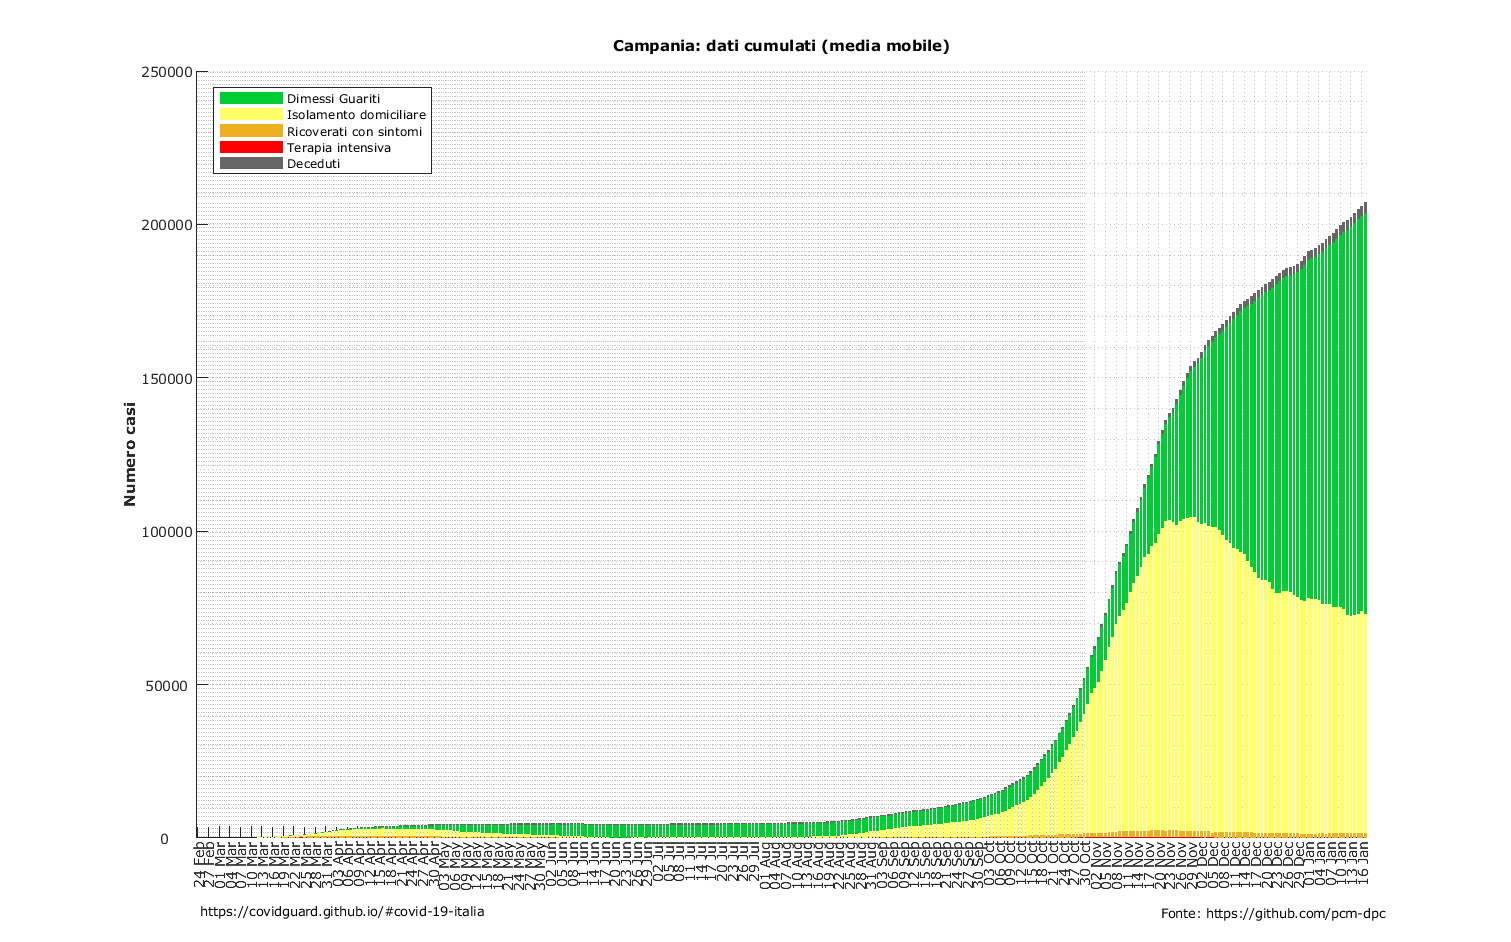 Campania: dati cumulati (media mobile)
250000
200000
150000
100000
50000
0
Numero casi
Dimessi Guariti
Isolamento domiciliare
Ricoverati con sintomi
Terapia intensiva
Deceduti
24 Feb
27 Feb
01 Mar
04 Mar
07 Mar
10 Mar
13 Mar
16 Mar
19 Mar
22 Mar
25 Mar
28 Mar
31 Mar
03 Apr
06 Apr
09 Apr
12 Apr
15 Apr
18 Apr
21 Apr
24 Apr
27 Apr
30 Apr
03 May
06 May
09 May
12 May
15 May
18 May
21 May
24 May
27 May
30 May
02 Jun
05 Jun
08 Jun
11 Jun
14 Jun
17 Jun
20 Jun
23 Jun
26 Jun
29 Jun
02 Jul
05 Jul
08 Jul
11 Jul
14 Jul
17 Jul
20 Jul
23 Jul
26 Jul
29 Jul
01 Aug
04 Aug
07 Aug
10 Aug
13 Aug
16 Aug
19 Aug
22 Aug
25 Aug
28 Aug
31 Aug
03 Sep
06 Sep
09 Sep
12 Sep
15 Sep
18 Sep
21 Sep
24 Sep
27 Sep
30 Sep
03 Oct
06 Oct
09 Oct
12 Oct
15 Oct
18 Oct
21 Oct
24 Oct
27 Oct
30 Oct
02 Nov
05 Nov
08 Nov
11 Nov
14 Nov
17 Nov
20 Nov
23 Nov
26 Nov
29 Nov
02 Dec
05 Dec
08 Dec
11 Dec
14 Dec
17 Dec
20 Dec
23 Dec
26 Dec
29 Dec
01 Jan
04 Jan
07 Jan
10 Jan
13 Jan
16 Jan
https://covidguard.github.io/#covid-19-italia
Fonte: https://github.com/pcm-dpc